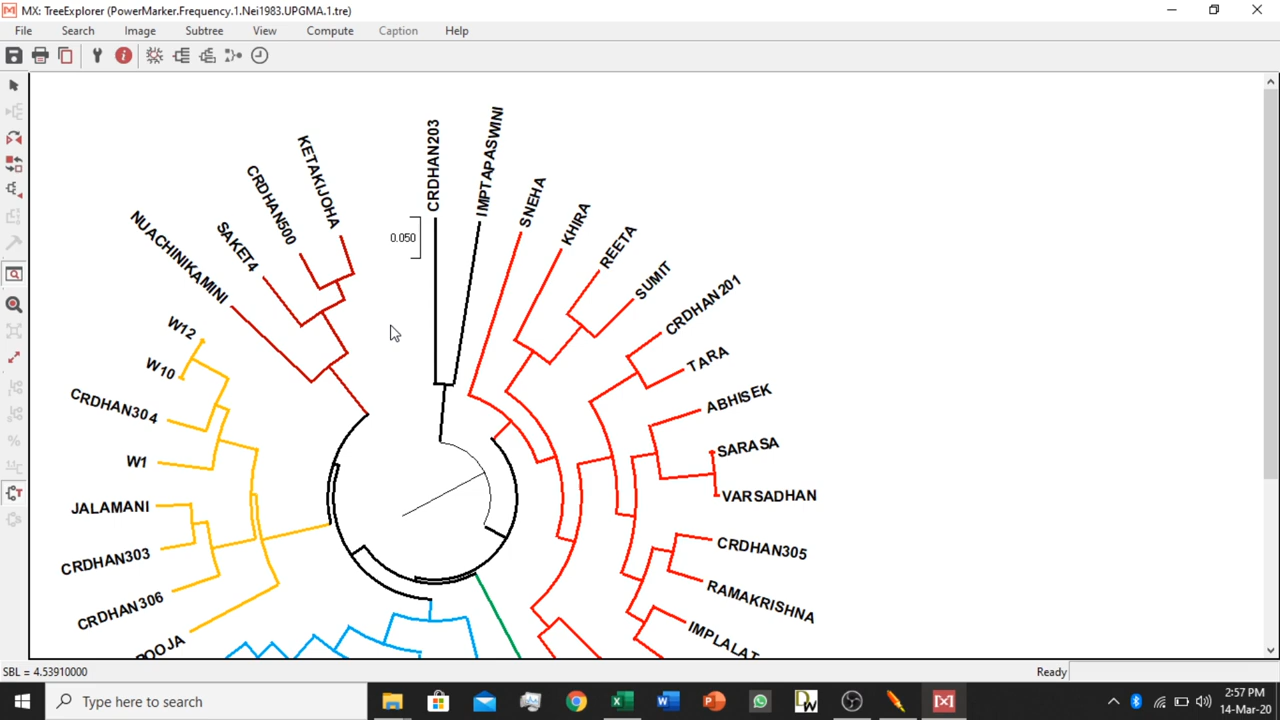 MX: TreeExplorer (PowerMarker.Frequency.1.Nei1983.UPGMA.1.tre)
File Search Image Subtree View Compute Caption Help
CRDHAN203
IMPTAPASWINI
KETAKIJOHA
CRDHAN500
SAKET4
NUACHINIKAMINI
0.050
SNEHA
KHIRA
REETA
SUMIT
CRDHAN201
TARA
ABHISEK
SARASA
VARSADHAN
CRDHAN305
RAMAKRISHNA
IMPLALAT
W12
W10
CRDHAN304
W1
JALAMANI
CRDHAN303
CRDHAN306
POOJA
SBL = 4.53910000
Ready
Type here to search
2:57 PM
14-Mar-20